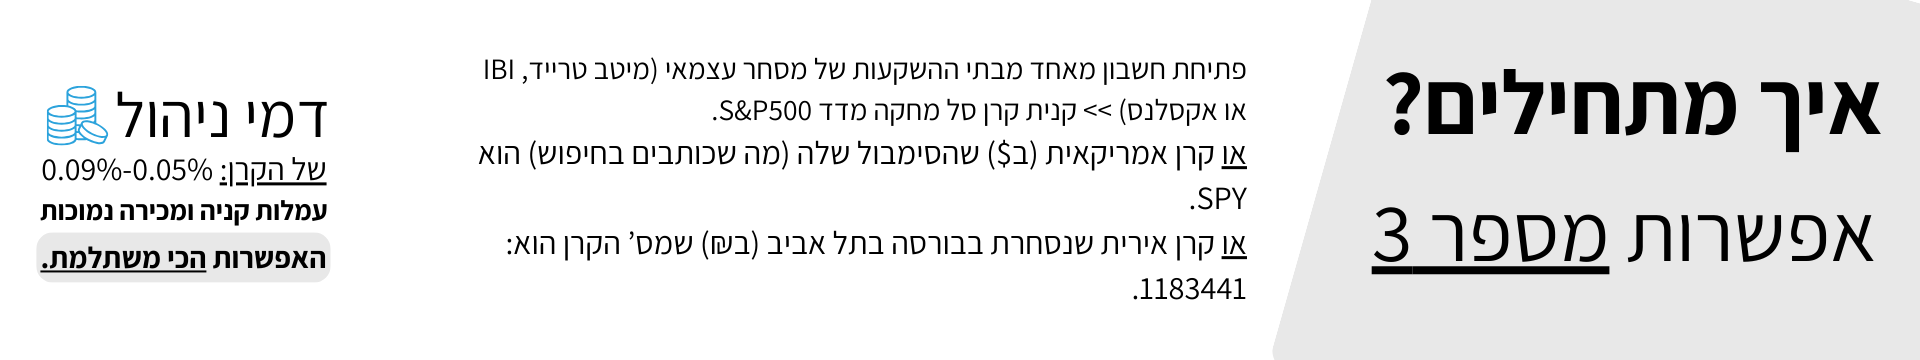 איך מתחילים?
אפשרות מספר 3
פתיחת חשבון מאחד מבתי ההשקעות של מסחר עצמאי (מיטב טרייד, IBI
או אקסלנס) >> קנית קרן סל מחקה מדד S&P500.
או קרן אמריקאית (ב$) שהסימבול שלה (מה שכותבים בחיפוש) הוא
SPY.
או קרן אירית שנסחרת בבורסה בתל אביב (ב₪) שמס' הקרן הוא:
1183441.
דמי ניהול
של הקרן: 0.09%-0.05%
עמלות קניה ומכירה נמוכות
האפשרות הכי משתלמת.